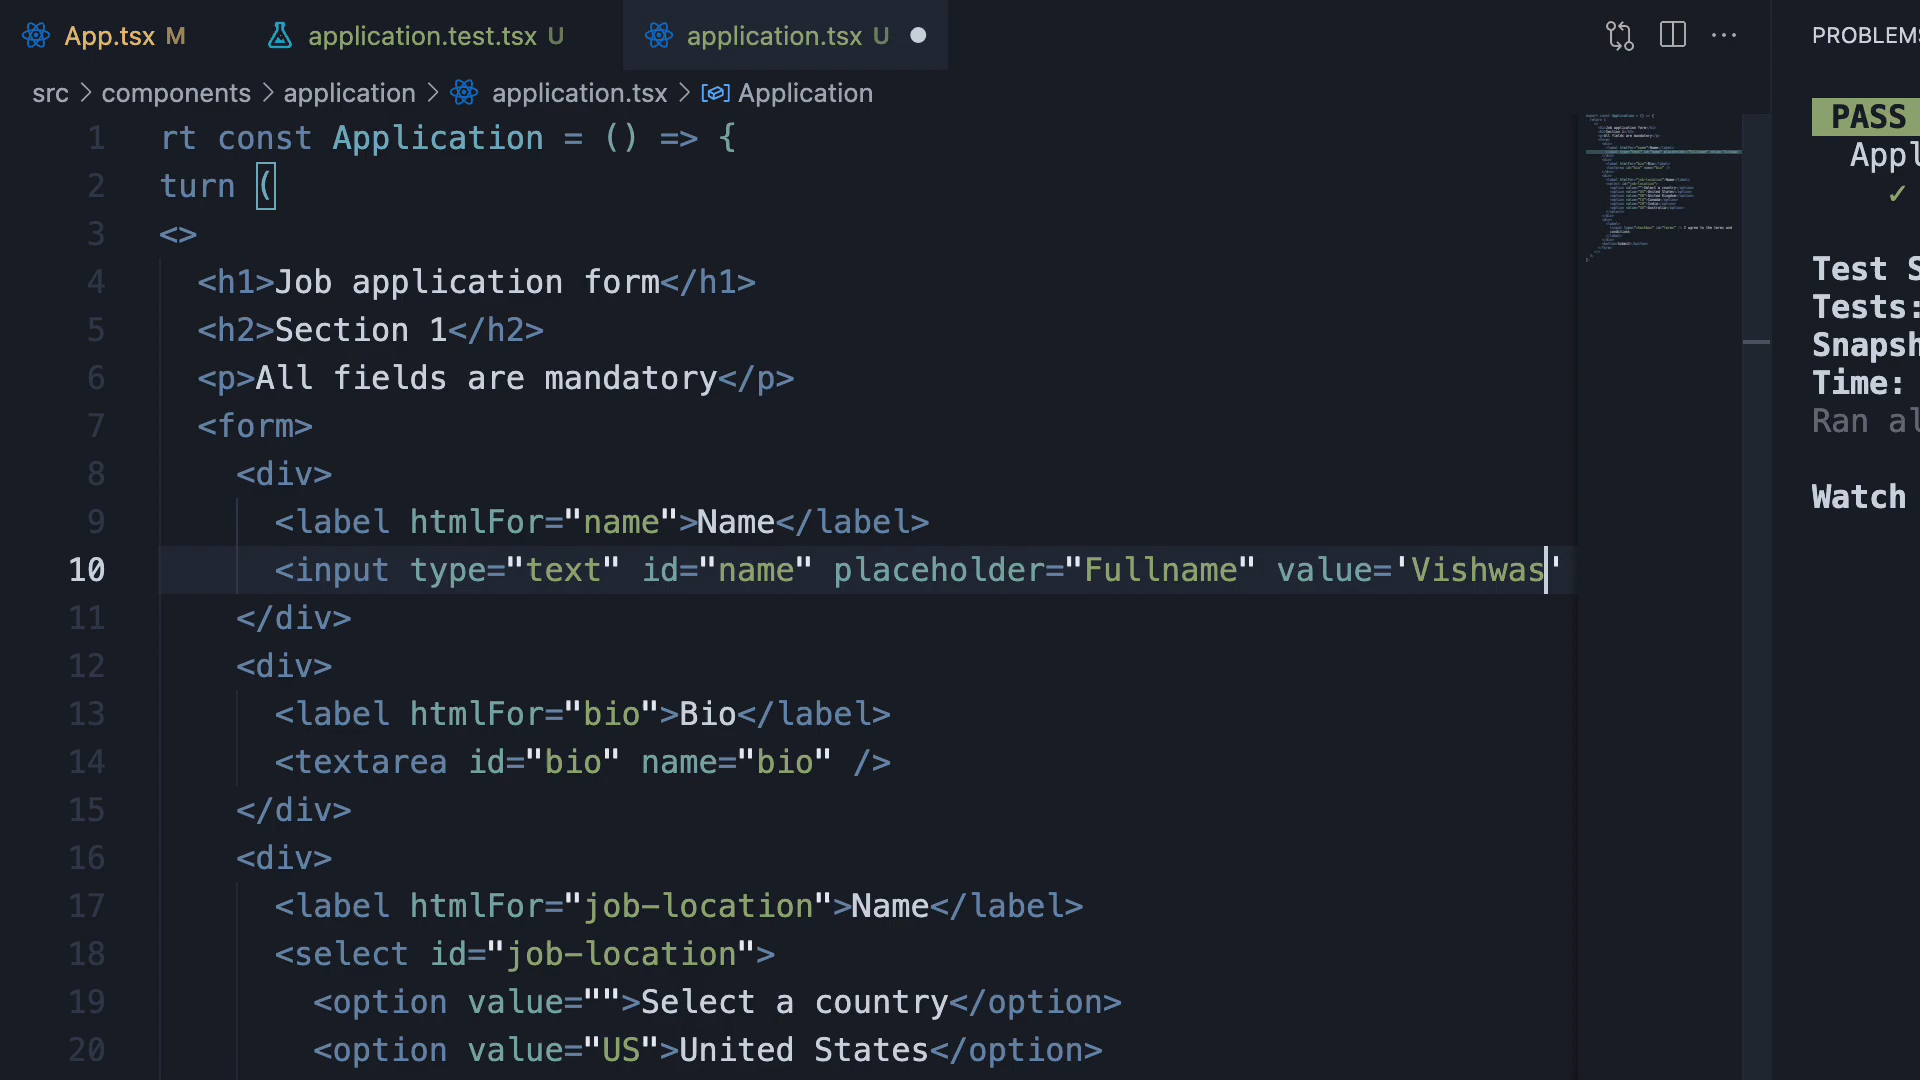 App.tsx M
application.test.tsx U
application.tsx U
PROBLEMS
src > components > application > application.tsx > Application
1 rt const Application = () => {
2 turn (
3 <>
4 <h1>Job application form</h1>
5 <h2>Section 1</h2>
6 <p>All fields are mandatory</p>
7 <form>
8 <div>
9 <label htmlFor="name">Name</label>
10 <input type="text" id="name" placeholder="Fullname" value='Vishwas'
11 </div>
12 <div>
13 <label htmlFor="bio">Bio</label>
14 <textarea id="bio" name="bio" />
15 </div>
16 <div>
17 <label htmlFor="job-location">Name</label>
18 <select id="job-location">
19 <option value="">Select a country</option>
20 <option value="US">United States</option>
PASS
Appl
✓
Test S
Tests:
Snapsh
Time:
Ran al
Watch